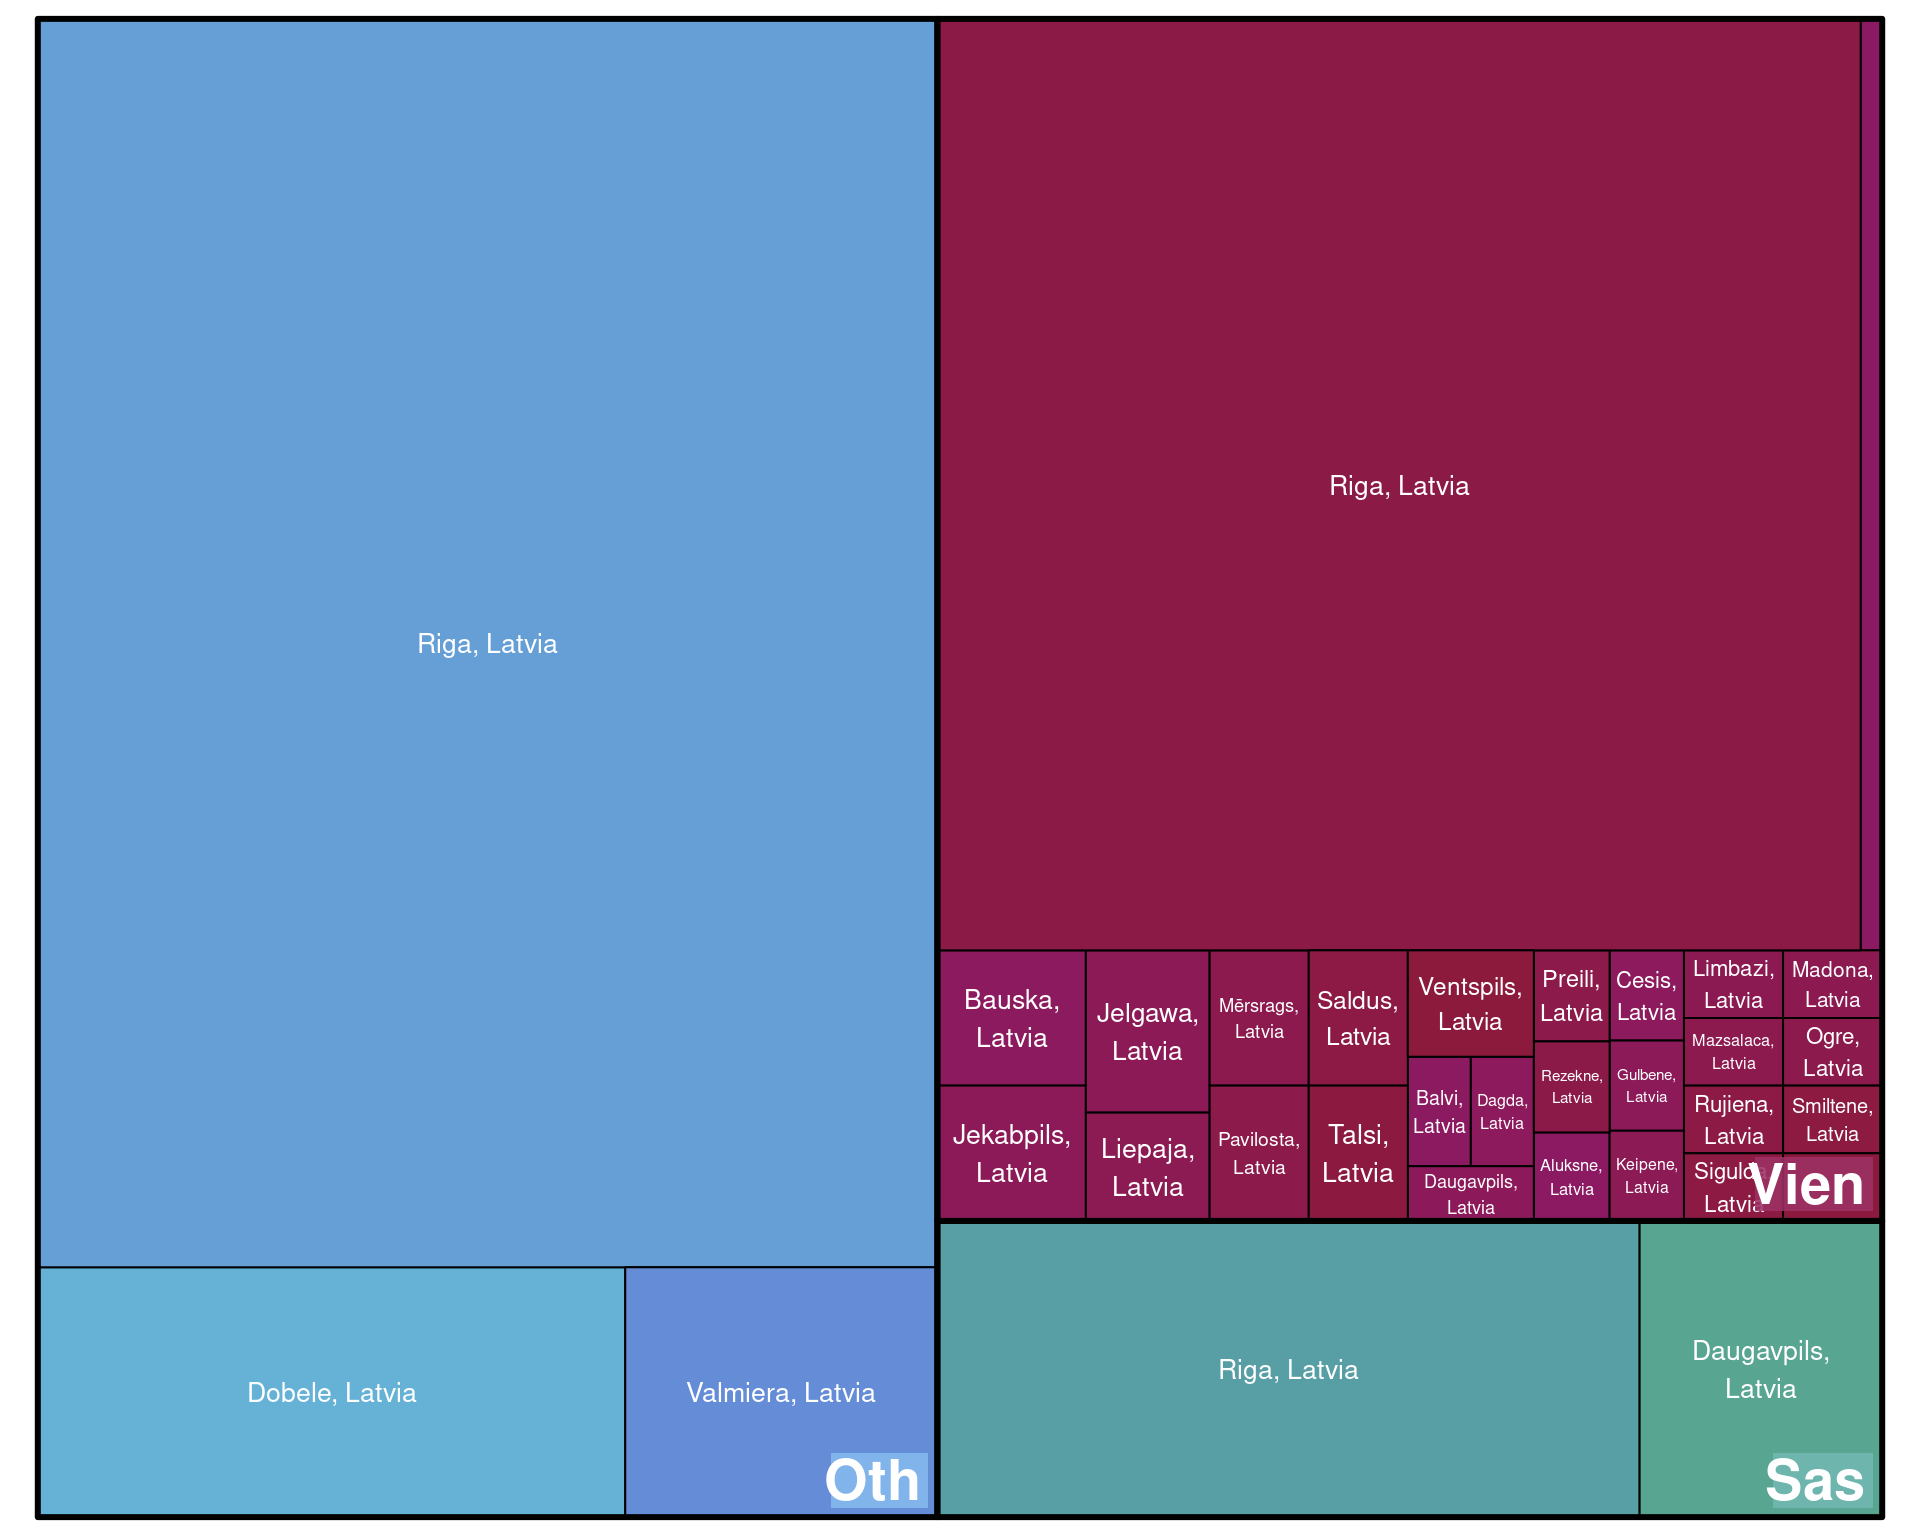 Riga, Latvia
Dobele, Latvia
Valmiera, Latvia
Oth
Riga, Latvia
Bauska,
Latvia
Jekabpils,
Latvia
Jelgawa,
Latvia
Liepaja,
Latvia
Mērsrags,
Latvia
Pavilosta,
Latvia
Saldus,
Latvia
Talsi,
Latvia
Ventspils,
Latvia
Balvi,
Latvia
Dagda,
Latvia
Daugavpils,
Latvia
Preili,
Latvia
Rezekne,
Latvia
Aluksne,
Latvia
Cesis,
Latvia
Gulbene,
Latvia
Keipene,
Latvia
Limbazi,
Latvia
Mazsalaca,
Latvia
Rujiena,
Latvia
Latvia
Madona,
Latvia
Ogre,
Latvia
Smiltene,
Latvia
Vien
Riga, Latvia
Daugavpils,
Latvia
Sas